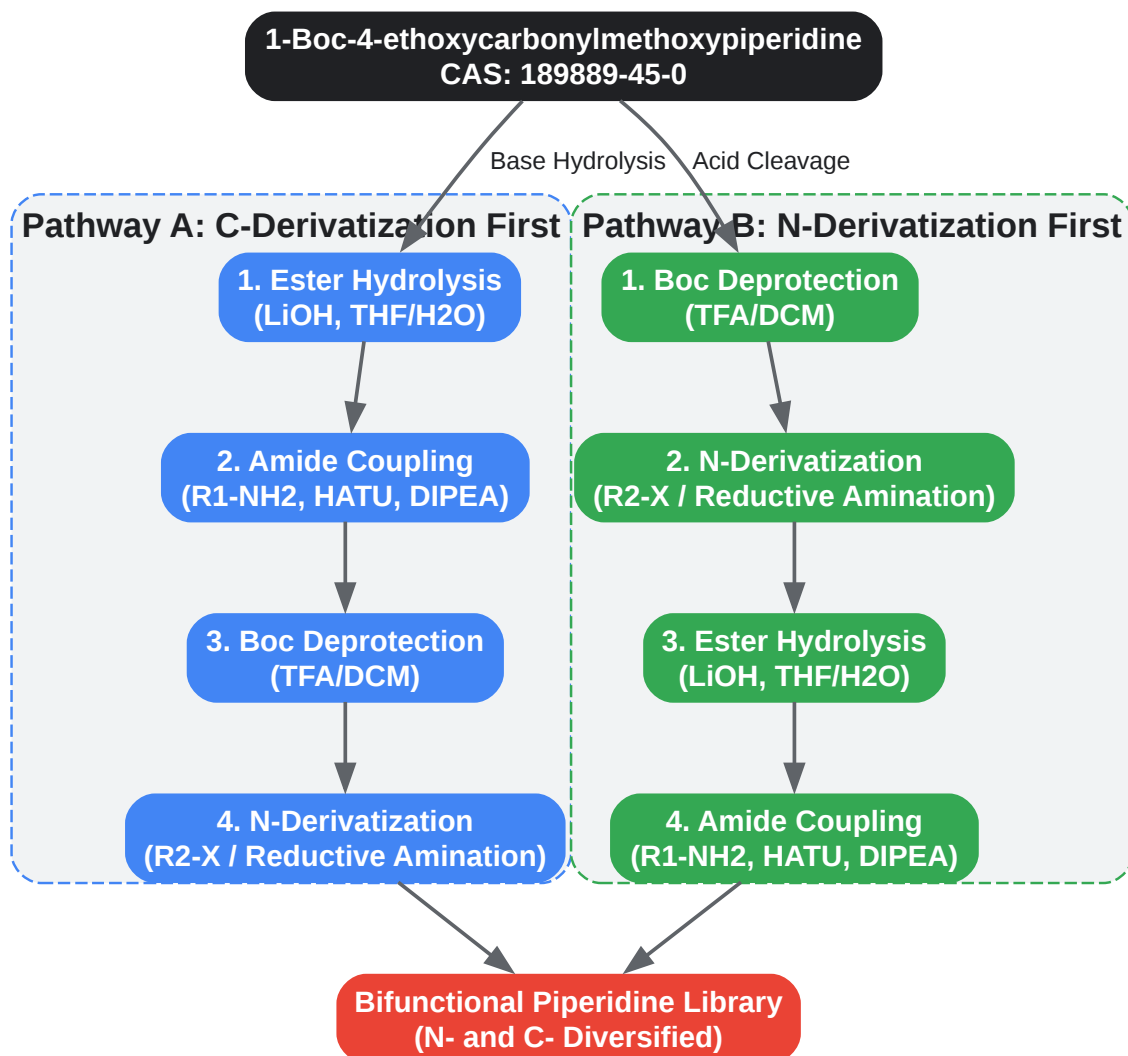 1-Boc-4-ethoxycarbonylmethoxypiperidine
CAS: 189889-45-0
Base Hydrolysis
Acid Cleavage
Pathway A: C-Derivatization First
1. Ester Hydrolysis
(LiOH, THF/H2O)
2. Amide Coupling
(R1-NH2, HATU, DIPEA)
3. Boc Deprotection
(TFA/DCM)
4. N-Derivatization
(R2-X / Reductive Amination)
Pathway B: N-Derivatization First
1. Boc Deprotection
(TFA/DCM)
2. N-Derivatization
(R2-X / Reductive Amination)
3. Ester Hydrolysis
(LiOH, THF/H2O)
4. Amide Coupling
(R1-NH2, HATU, DIPEA)
Bifunctional Piperidine Library
(N- and C- Diversified)